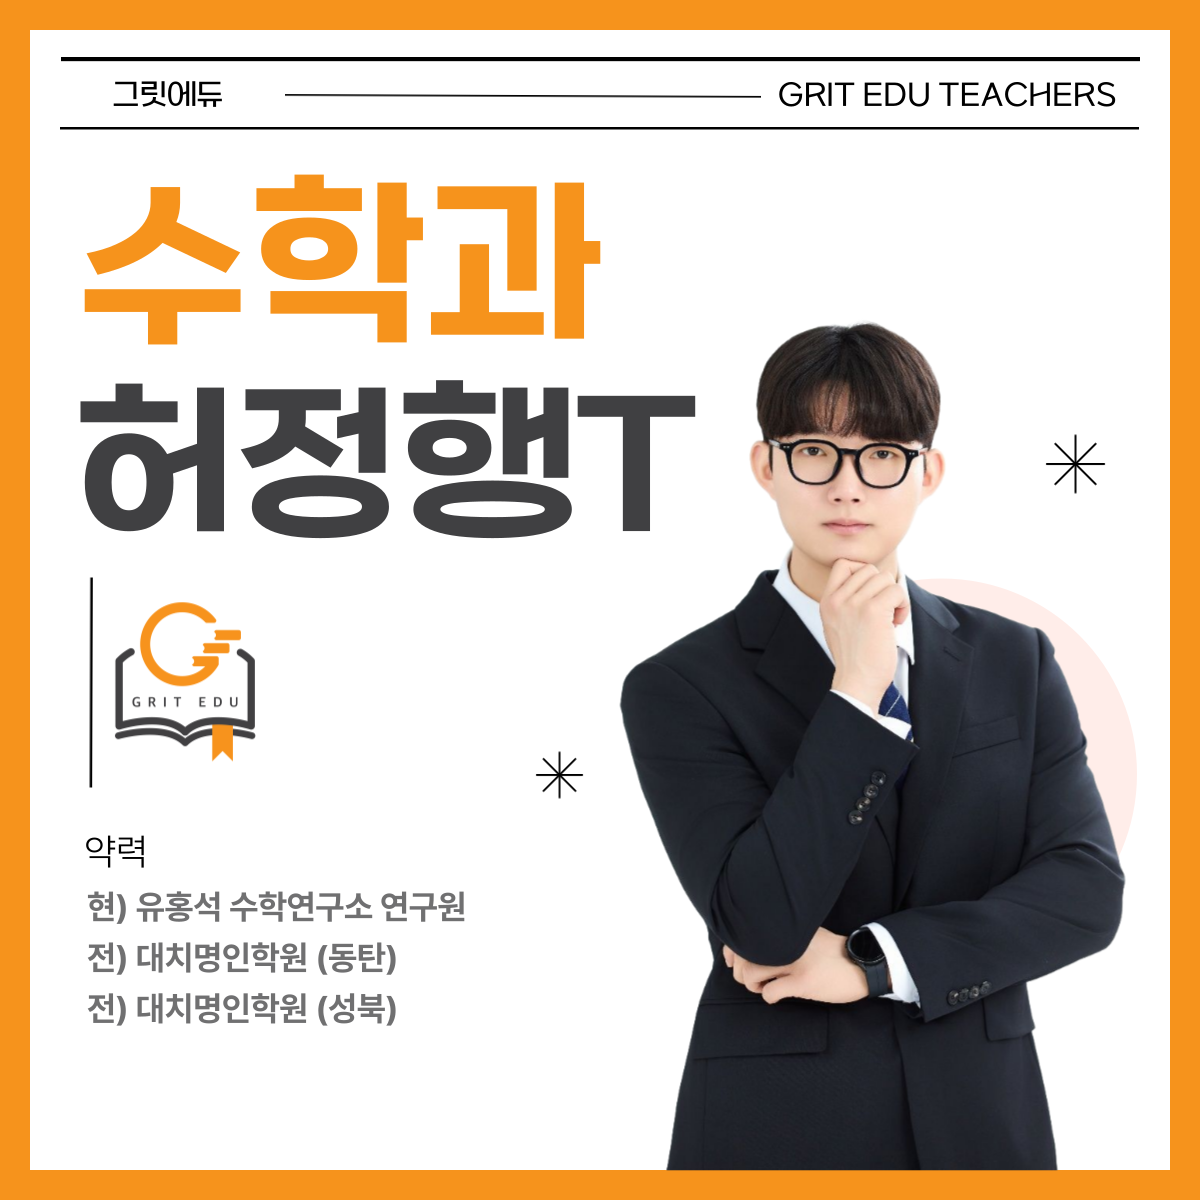 그릿에듀
GRIT EDU TEACHERS
수학과
허정행T
GRIT EDU
약력
현) 유홍석 수학연구소 연구원
전) 대치명인학원 (동탄)
전) 대치명인학원 (성북)